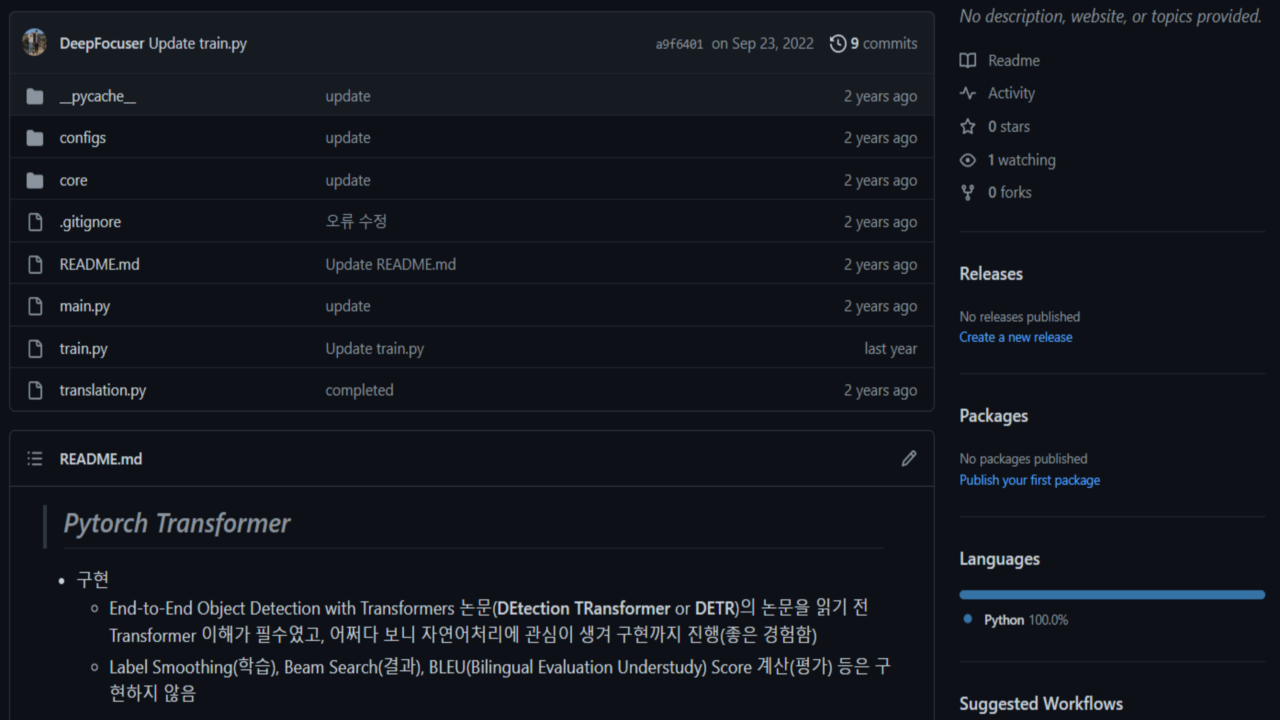 DeepFocuser Update train.py a9f6401 on Sep 23, 2022 9 commits
__pycache__ update 2 years ago
configs update 2 years ago
core update 2 years ago
.gitignore 오류 수정 2 years ago
README.md Update README.md 2 years ago
main.py update 2 years ago
train.py Update train.py last year
translation.py completed 2 years ago
README.md
Pytorch Transformer
• 구현
◦ End-to-End Object Detection with Transformers 논문(DEtection TRansformer or DETR)의 논문을 읽기 전
Transformer 이해가 필수였고, 어쩌다 보니 자연어처리에 관심이 생겨 구현까지 진행(좋은 경험함)
◦ Label Smoothing(학습), Beam Search(결과), BLEU(Bilingual Evaluation Understudy) Score 계산(평가) 등은 구
현하지 않음
No description, website, or topics provided.
Readme
Activity
0 stars
1 watching
0 forks
Releases
No releases published
Create a new release
Packages
No packages published
Publish your first package
Languages
Python 100.0%
Suggested Workflows